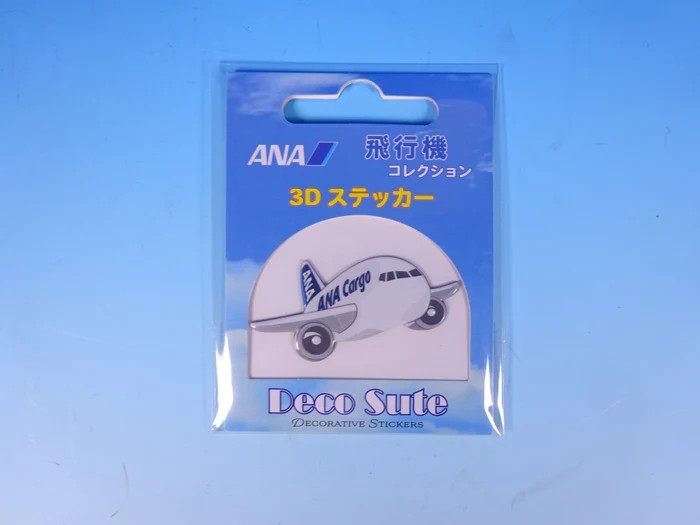 ANA
飛行機
コレクション
3D ステッカー
ANA
ANA Cargo
Deco Sute
DECORATIVE STICKERS